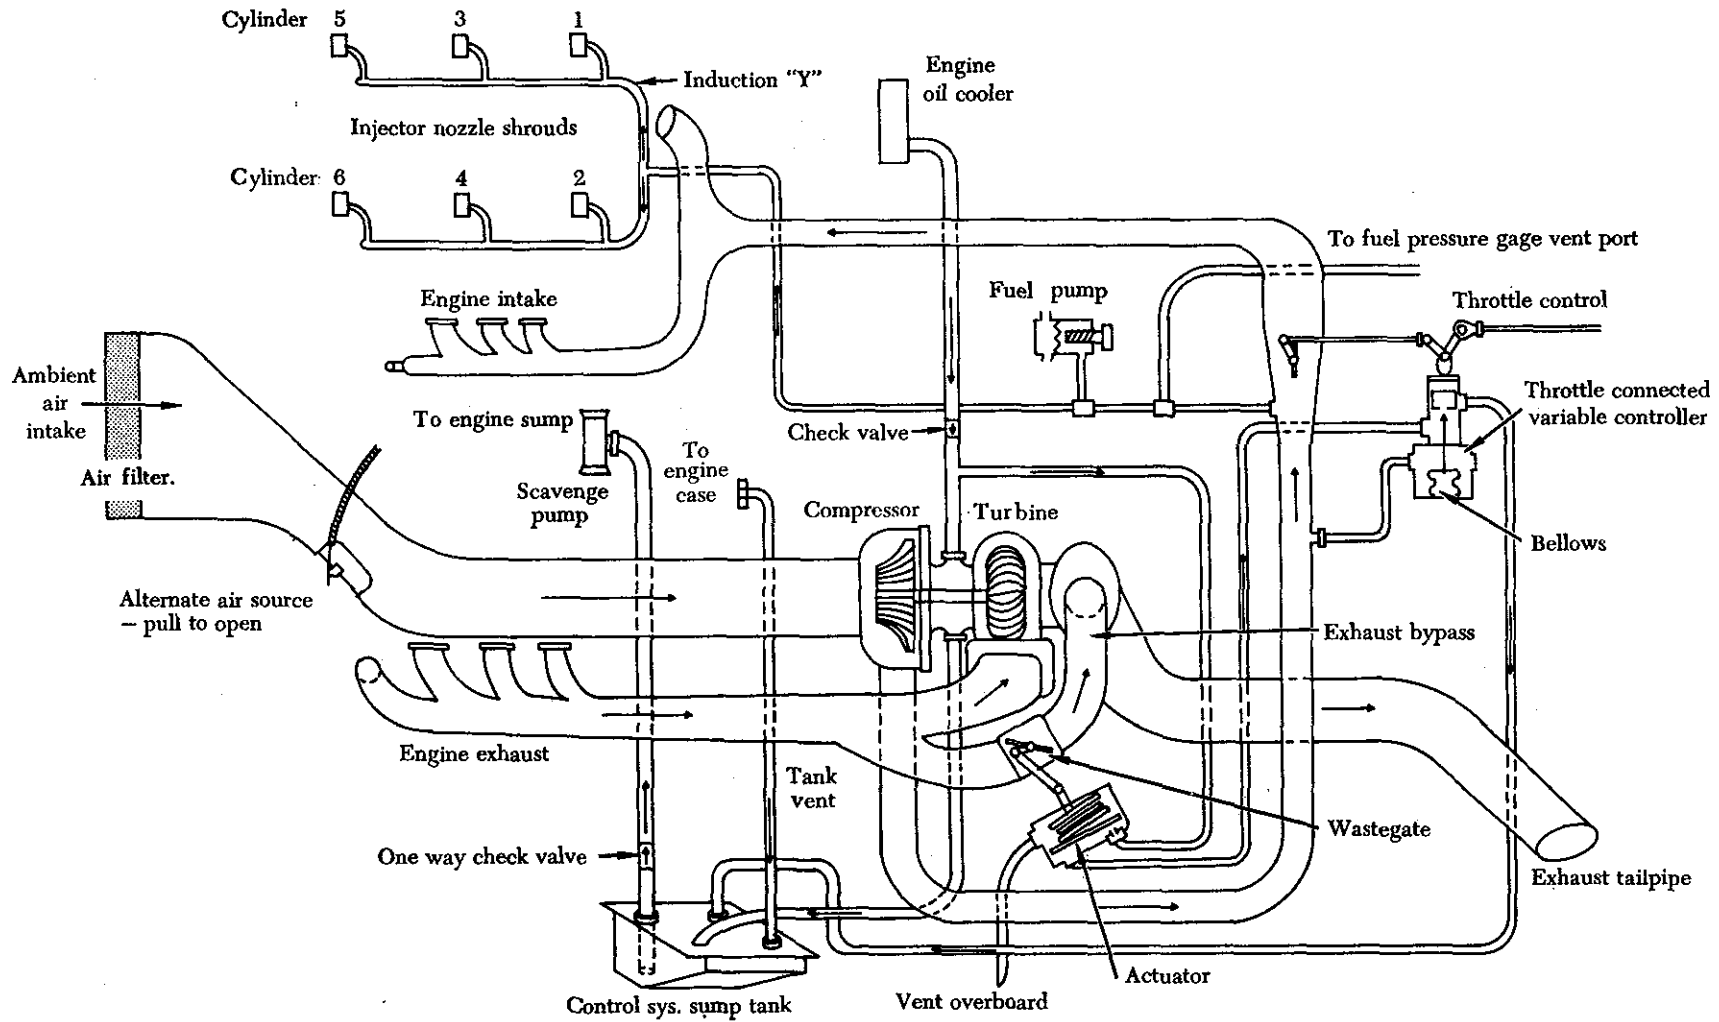 Cylinder 5 3 1
Induction "Y"
Engine
oil cooler
Injector nozzle shrouds
Cylinder 6 4 2
To fuel pressure gage vent port
Engine intake
Fuel pump
Throttle control
Ambient
air
intake
Throttle connected
variable controller
To engine sump
Check valve
To
engine
case
Air filter.
Scavenge
pump
Compressor
Turbine
Bellows
Alternate air source
– pull to open
Exhaust bypass
Engine exhaust
Tank
vent
Wastegate
One way check valve
Exhaust tailpipe
Actuator
Control sys. sump tank
Vent overboard